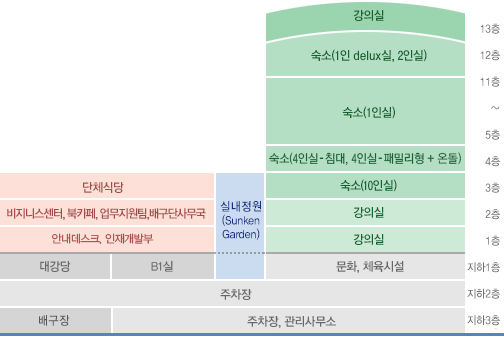 강의실
13층
숙소(1인 delux실, 2인실)
12층
11층
숙소(1인실)
~
5층
숙소(4인실-침대, 4인실-패밀리형 + 온돌)
4층
단체식당
숙소(10인실)
3층
비지니스센터, 북카페, 업무지원팀,배구단사무국
실내정원
(Sunken
Garden)
강의실
2층
안내데스크, 인재개발부
강의실
1층
대강당
B1실
문화, 체육시설
지하1층
주차장
지하2층
배구장
주차장, 관리사무소
지하3층